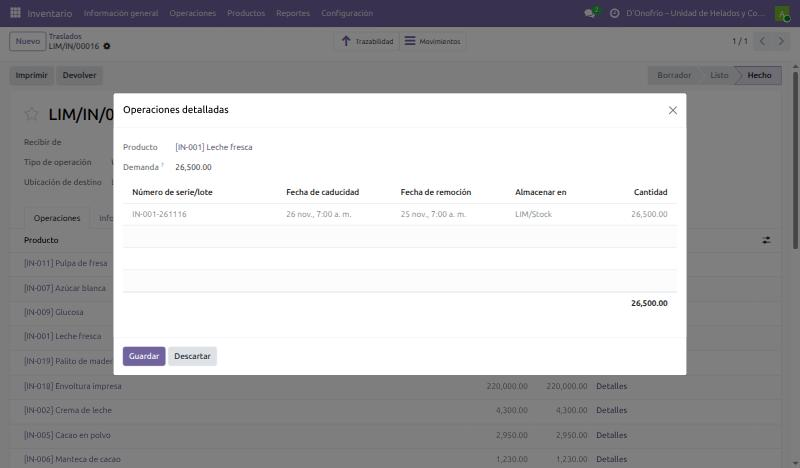 Inventario Información general Operaciones Productos Reportes Configuración 2 D'Onofrio – Unidad de Helados y Co... A
Nuevo Traslados
LIM/IN/00016
Trazabilidad Movimientos 1 / 1
Imprimir Devolver Borrador Listo Hecho
LIM/IN/0
Recibir de
Tipo de operación
Ubicación de destino
Operaciones Info
Producto
[IN-011] Pulpa de fresa
[IN-007] Azúcar blanca
[IN-009] Glucosa
[IN-001] Leche fresca
[IN-019] Palito de mader
[IN-018] Envoltura impresa 220,000.00 220,000.00 Detalles
[IN-002] Crema de leche 4,300.00 4,300.00 Detalles
[IN-005] Cacao en polvo 2,950.00 2,950.00 Detalles
[IN-006] Manteca de cacao 1,230.00 1,230.00 Detalles
Operaciones detalladas
Producto [IN-001] Leche fresca
Demanda ? 26,500.00
Número de serie/lote Fecha de caducidad Fecha de remoción Almacenar en Cantidad
IN-001-261116 26 nov., 7:00 a. m. 25 nov., 7:00 a. m. LIM/Stock 26,500.00
26,500.00
Guardar Descartar